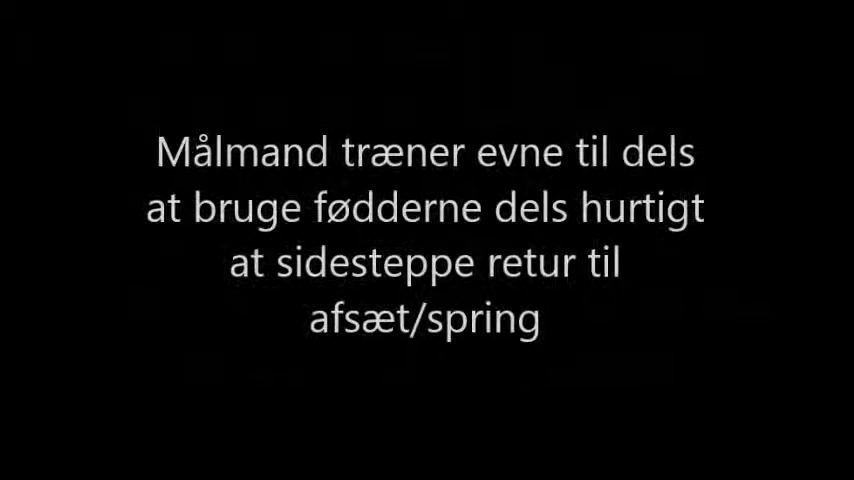 Målmand træner evne til dels
at bruge fødderne dels hurtigt
at sidesteppe retur til
afsæt/spring